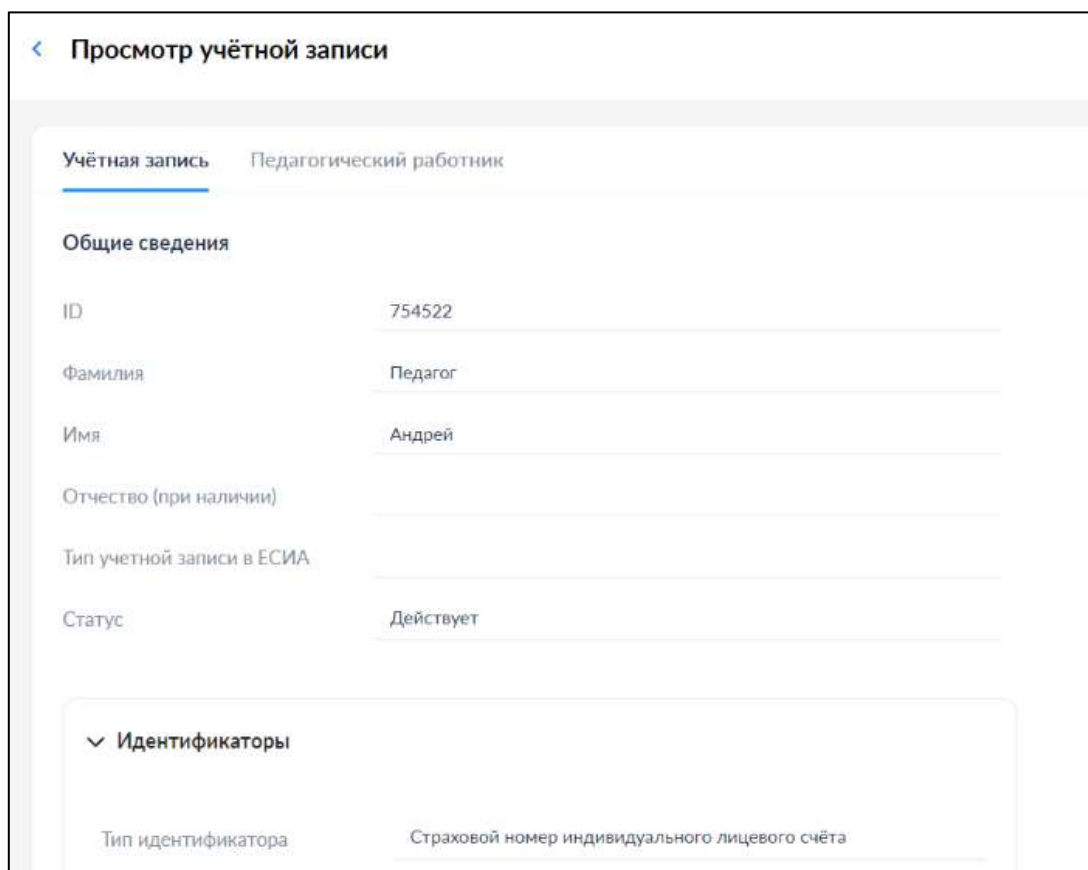 Просмотр учётной записи
Учётная запись Педагогический работник
Общие сведения
ID 754522
Фамилия Педагог
Имя Андрей
Отчество (при наличии)
Тип учетной записи в ЕСИА
Статус Действует
Идентификаторы
Тип идентификатора Страховой номер индивидуального лицевого счёта